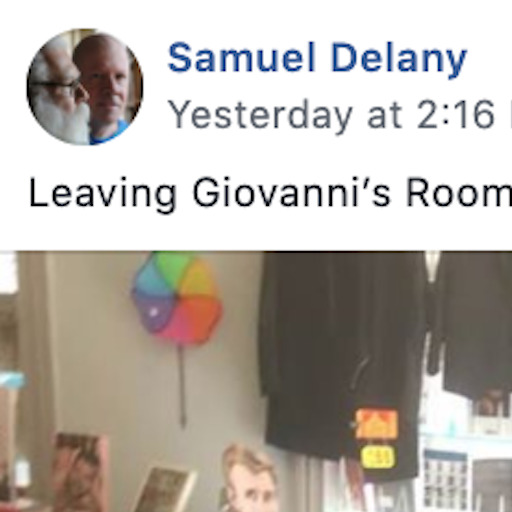 Samuel Delany
Yesterday at 2:16
Leaving Giovanni’s Room